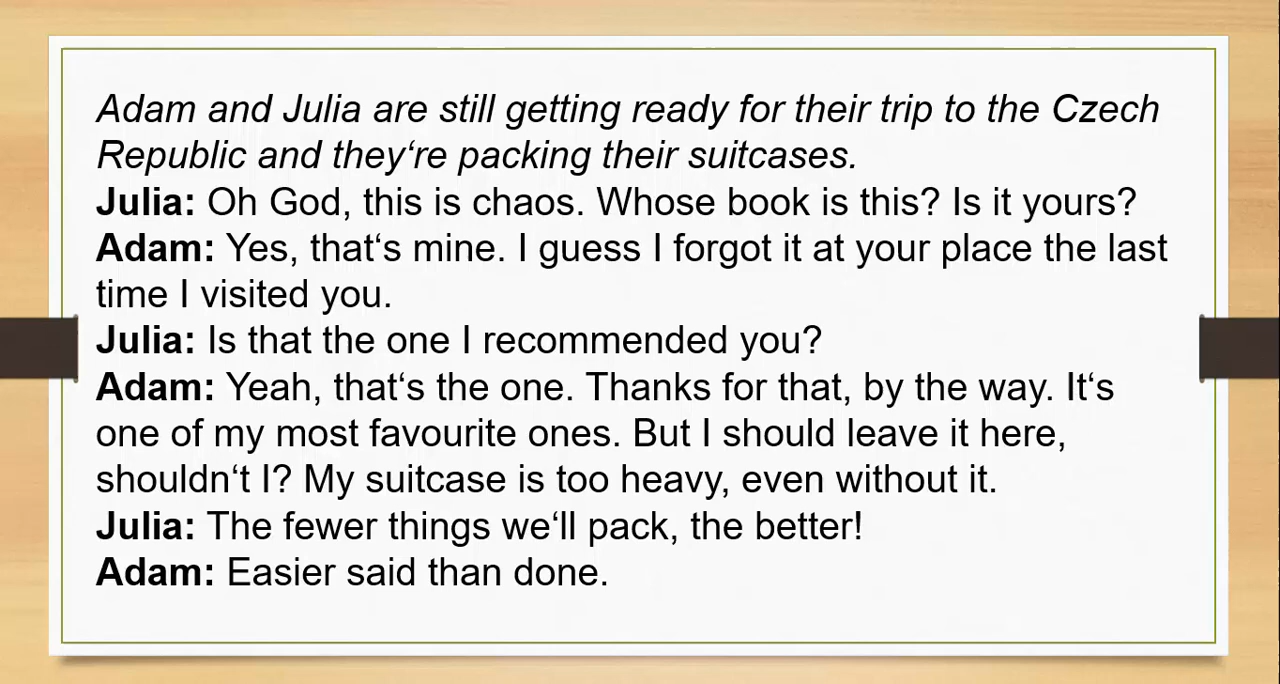 Adam and Julia are still getting ready for their trip to the Czech
Republic and they‘re packing their suitcases.
Julia: Oh God, this is chaos. Whose book is this? Is it yours?
Adam: Yes, that‘s mine. I guess I forgot it at your place the last
time I visited you.
Julia: Is that the one I recommended you?
Adam: Yeah, that‘s the one. Thanks for that, by the way. It‘s
one of my most favourite ones. But I should leave it here,
shouldn‘t I? My suitcase is too heavy, even without it.
Julia: The fewer things we‘ll pack, the better!
Adam: Easier said than done.